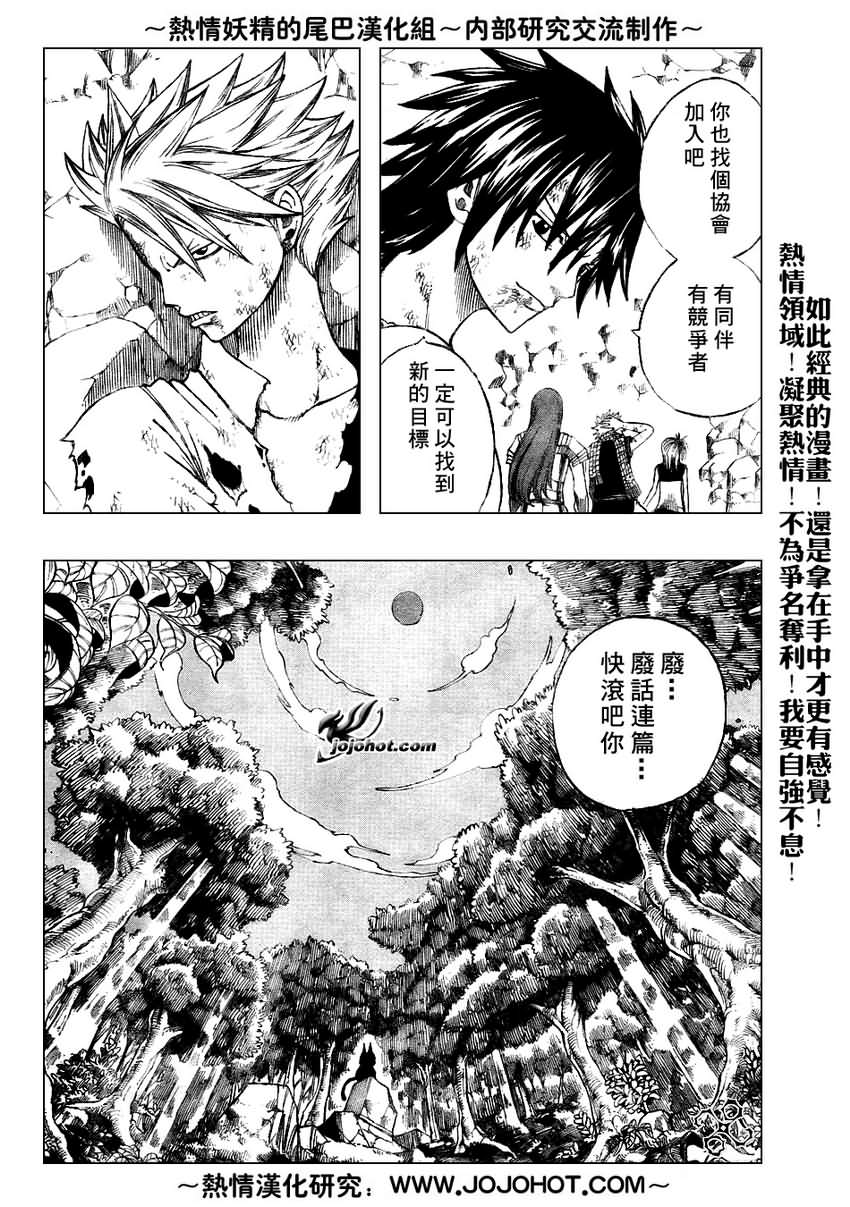 ～熱情妖精的尾巴漢化組～内部研究交流制作～
你也找個協會
加入吧
有同伴
有競爭者
一定可以找到
新的目標
廢…
廢話連篇…
快滾吧你
jojohot.com
如此經典的漫畫！還是拿在手中才更有感覺！
熱情領域！凝聚熱情！不為爭名奪利！我要自強不息！
～熱情漢化研究：WWW.JOJOHOT.COM～